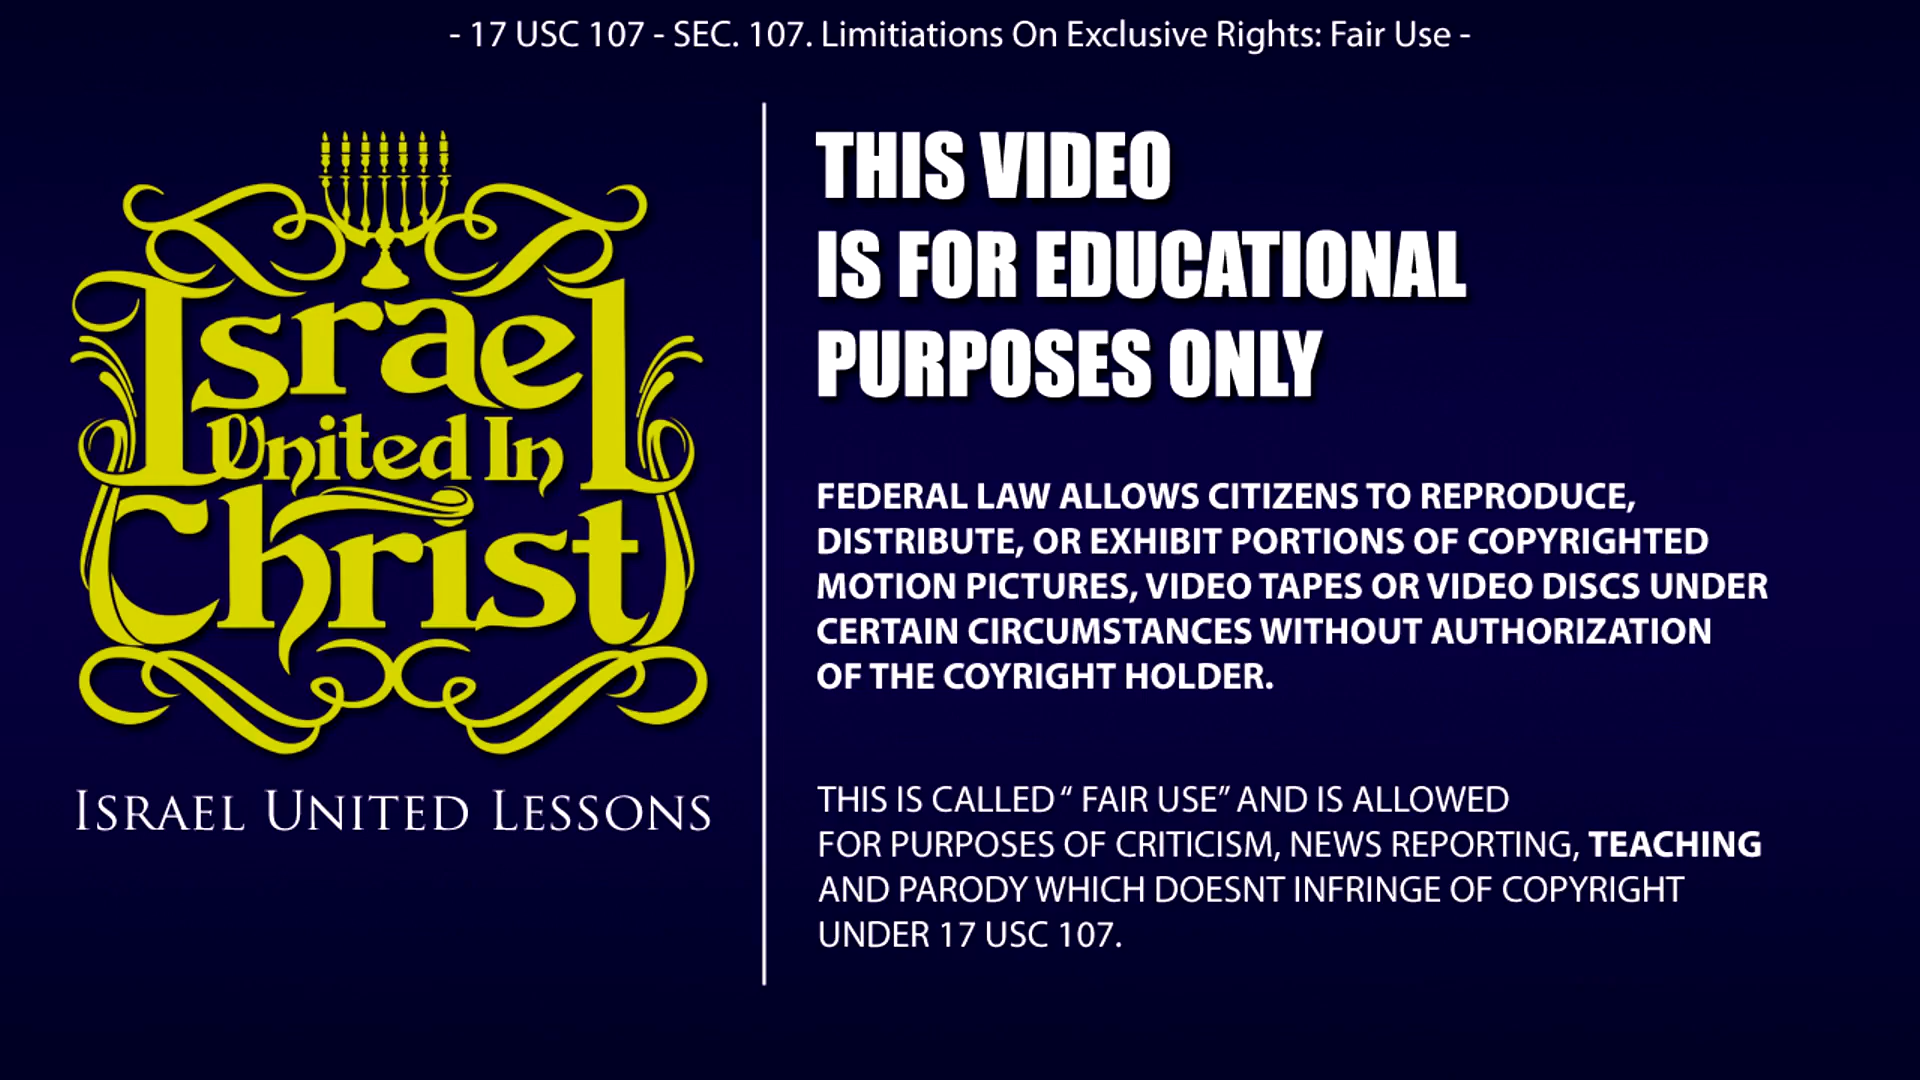 - 17 USC 107 - SEC. 107. Limitiations On Exclusive Rights: Fair Use -
Israel
United In
Christ
ISRAEL UNITED LESSONS
THIS VIDEO
IS FOR EDUCATIONAL
PURPOSES ONLY
FEDERAL LAW ALLOWS CITIZENS TO REPRODUCE,
DISTRIBUTE, OR EXHIBIT PORTIONS OF COPYRIGHTED
MOTION PICTURES, VIDEO TAPES OR VIDEO DISCS UNDER
CERTAIN CIRCUMSTANCES WITHOUT AUTHORIZATION
OF THE COYRIGHT HOLDER.
THIS IS CALLED “ FAIR USE” AND IS ALLOWED
FOR PURPOSES OF CRITICISM, NEWS REPORTING, TEACHING
AND PARODY WHICH DOESNT INFRINGE OF COPYRIGHT
UNDER 17 USC 107.